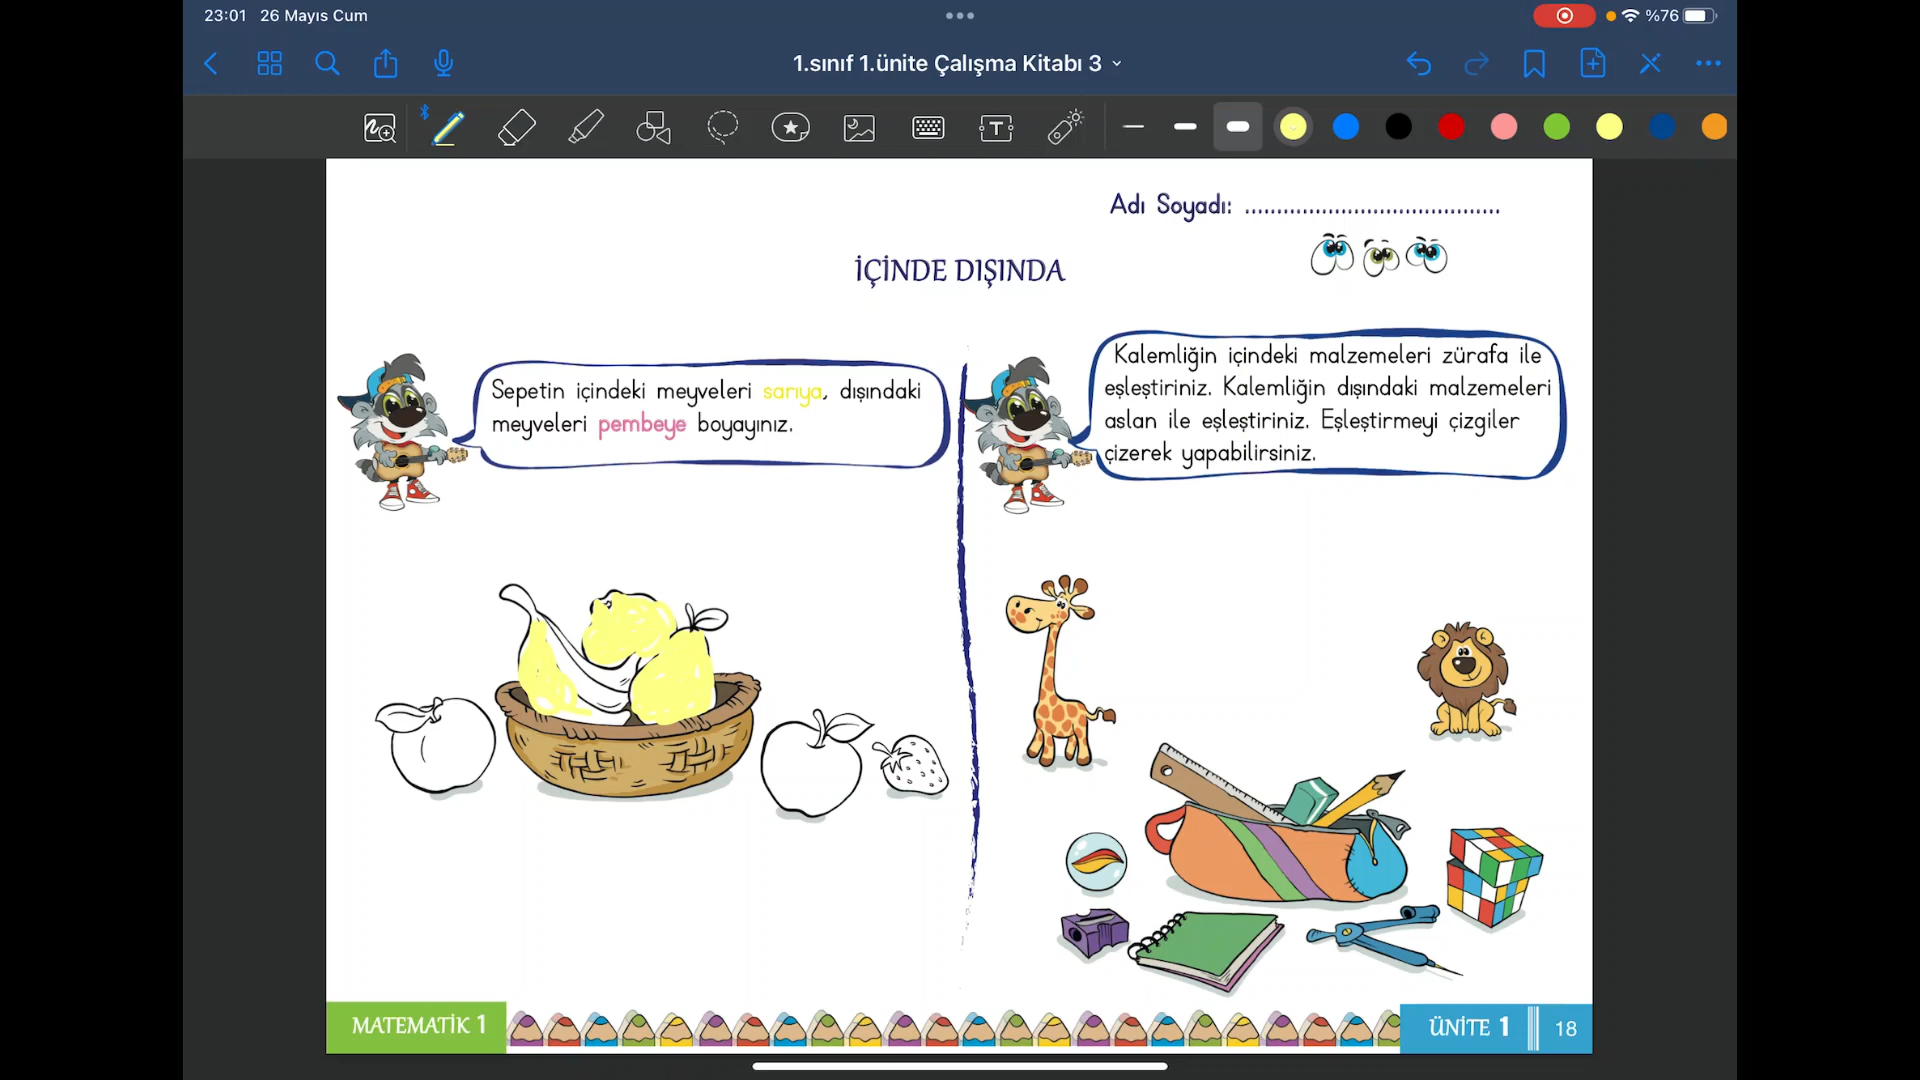 23:01 26 Mayıs Cum
%76
1.sınıf 1.ünite Çalışma Kitabı 3
T
Adı Soyadı: ........................................
İÇİNDE DIŞINDA
Sepetin içindeki meyveleri sarıya, dışındaki
meyveleri pembeye boyayınız.
Kalemliğin içindeki malzemeleri zürafa ile
eşleştiriniz. Kalemliğin dışındaki malzemeleri
aslan ile eşleştiriniz. Eşleştirmeyi çizgiler
çizerek yapabilirsiniz.
MATEMATİK 1
ÜNİTE 1
18